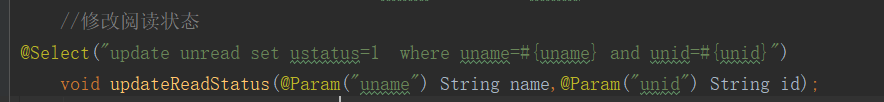 //修改阅读状态
@Select("update unread set ustatus=1  where uname=#{uname} and unid=#{unid}")
void updateReadStatus(@Param("uname") String name,@Param("unid") String id);